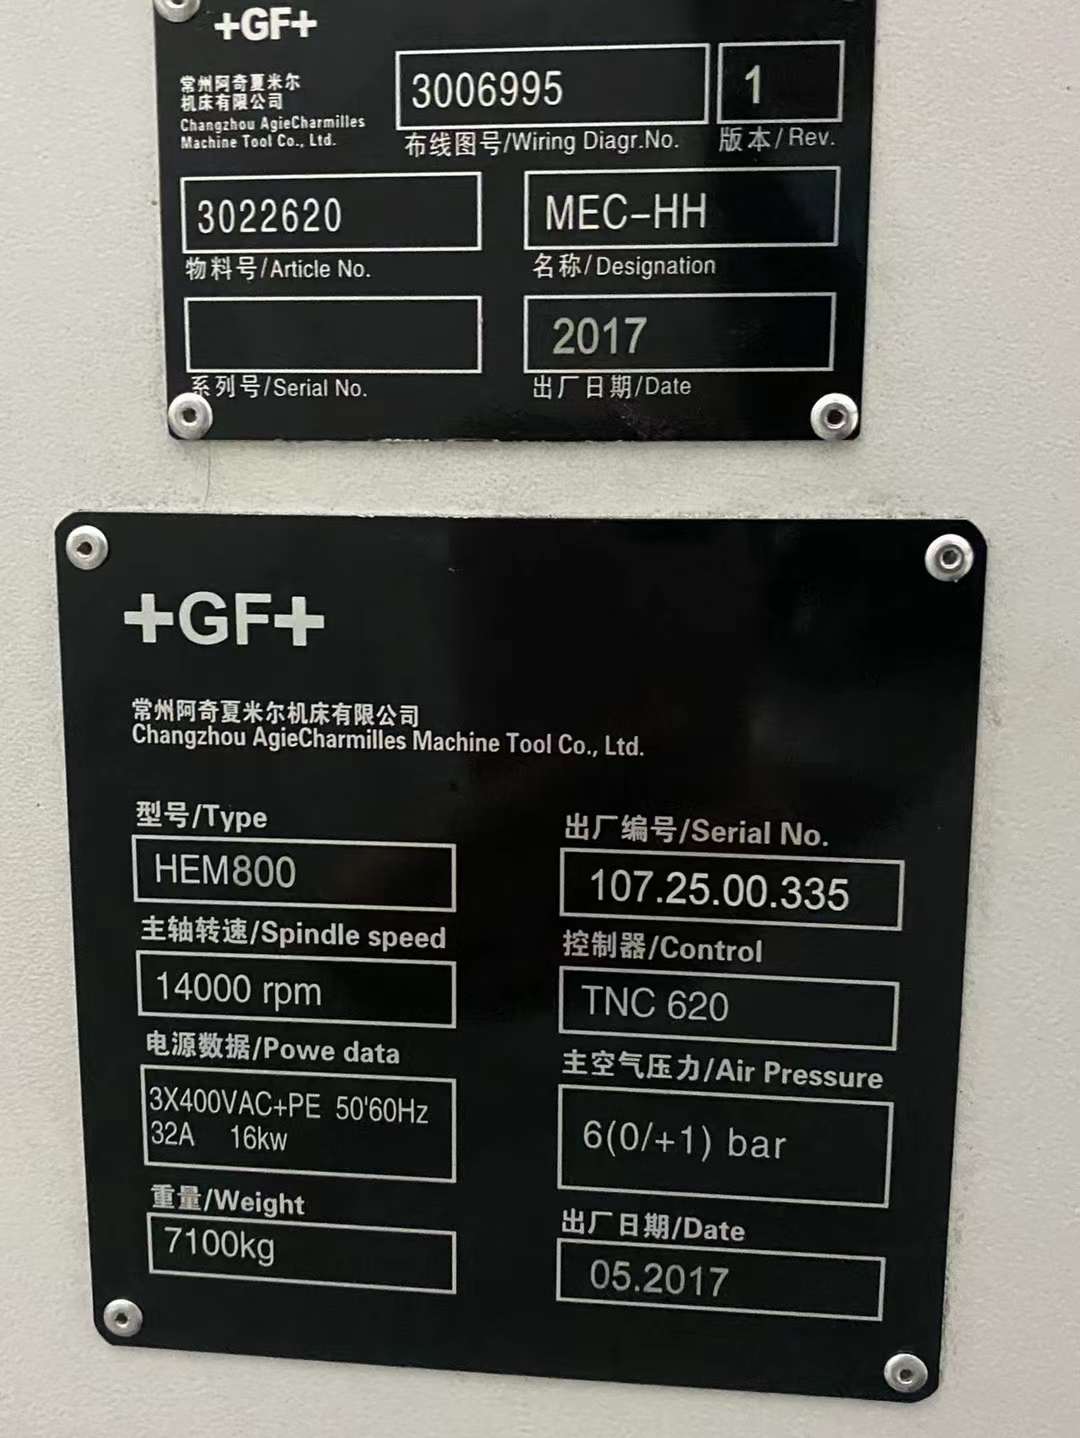 +GF+
常州阿奇夏米尔
机床有限公司
Changzhou AgieCharmilles
Machine Tool Co., Ltd.
3006995
布线图号/Wiring Diagr.No.
1
版本/Rev.
3022620
物料号/Article No.
MEC-HH
名称/Designation
系列号/Serial No.
2017
出厂日期/Date
+GF+
常州阿奇夏米尔机床有限公司
Changzhou AgieCharmilles Machine Tool Co., Ltd.
型号/Type
HEM800
出厂编号/Serial No.
107.25.00.335
主轴转速/Spindle speed
14000 rpm
控制器/Control
TNC 620
电源数据/Powe data
3X400VAC+PE 50'60Hz
32A 16kw
主空气压力/Air Pressure
6(0/+1) bar
重量/Weight
7100kg
出厂日期/Date
05.2017